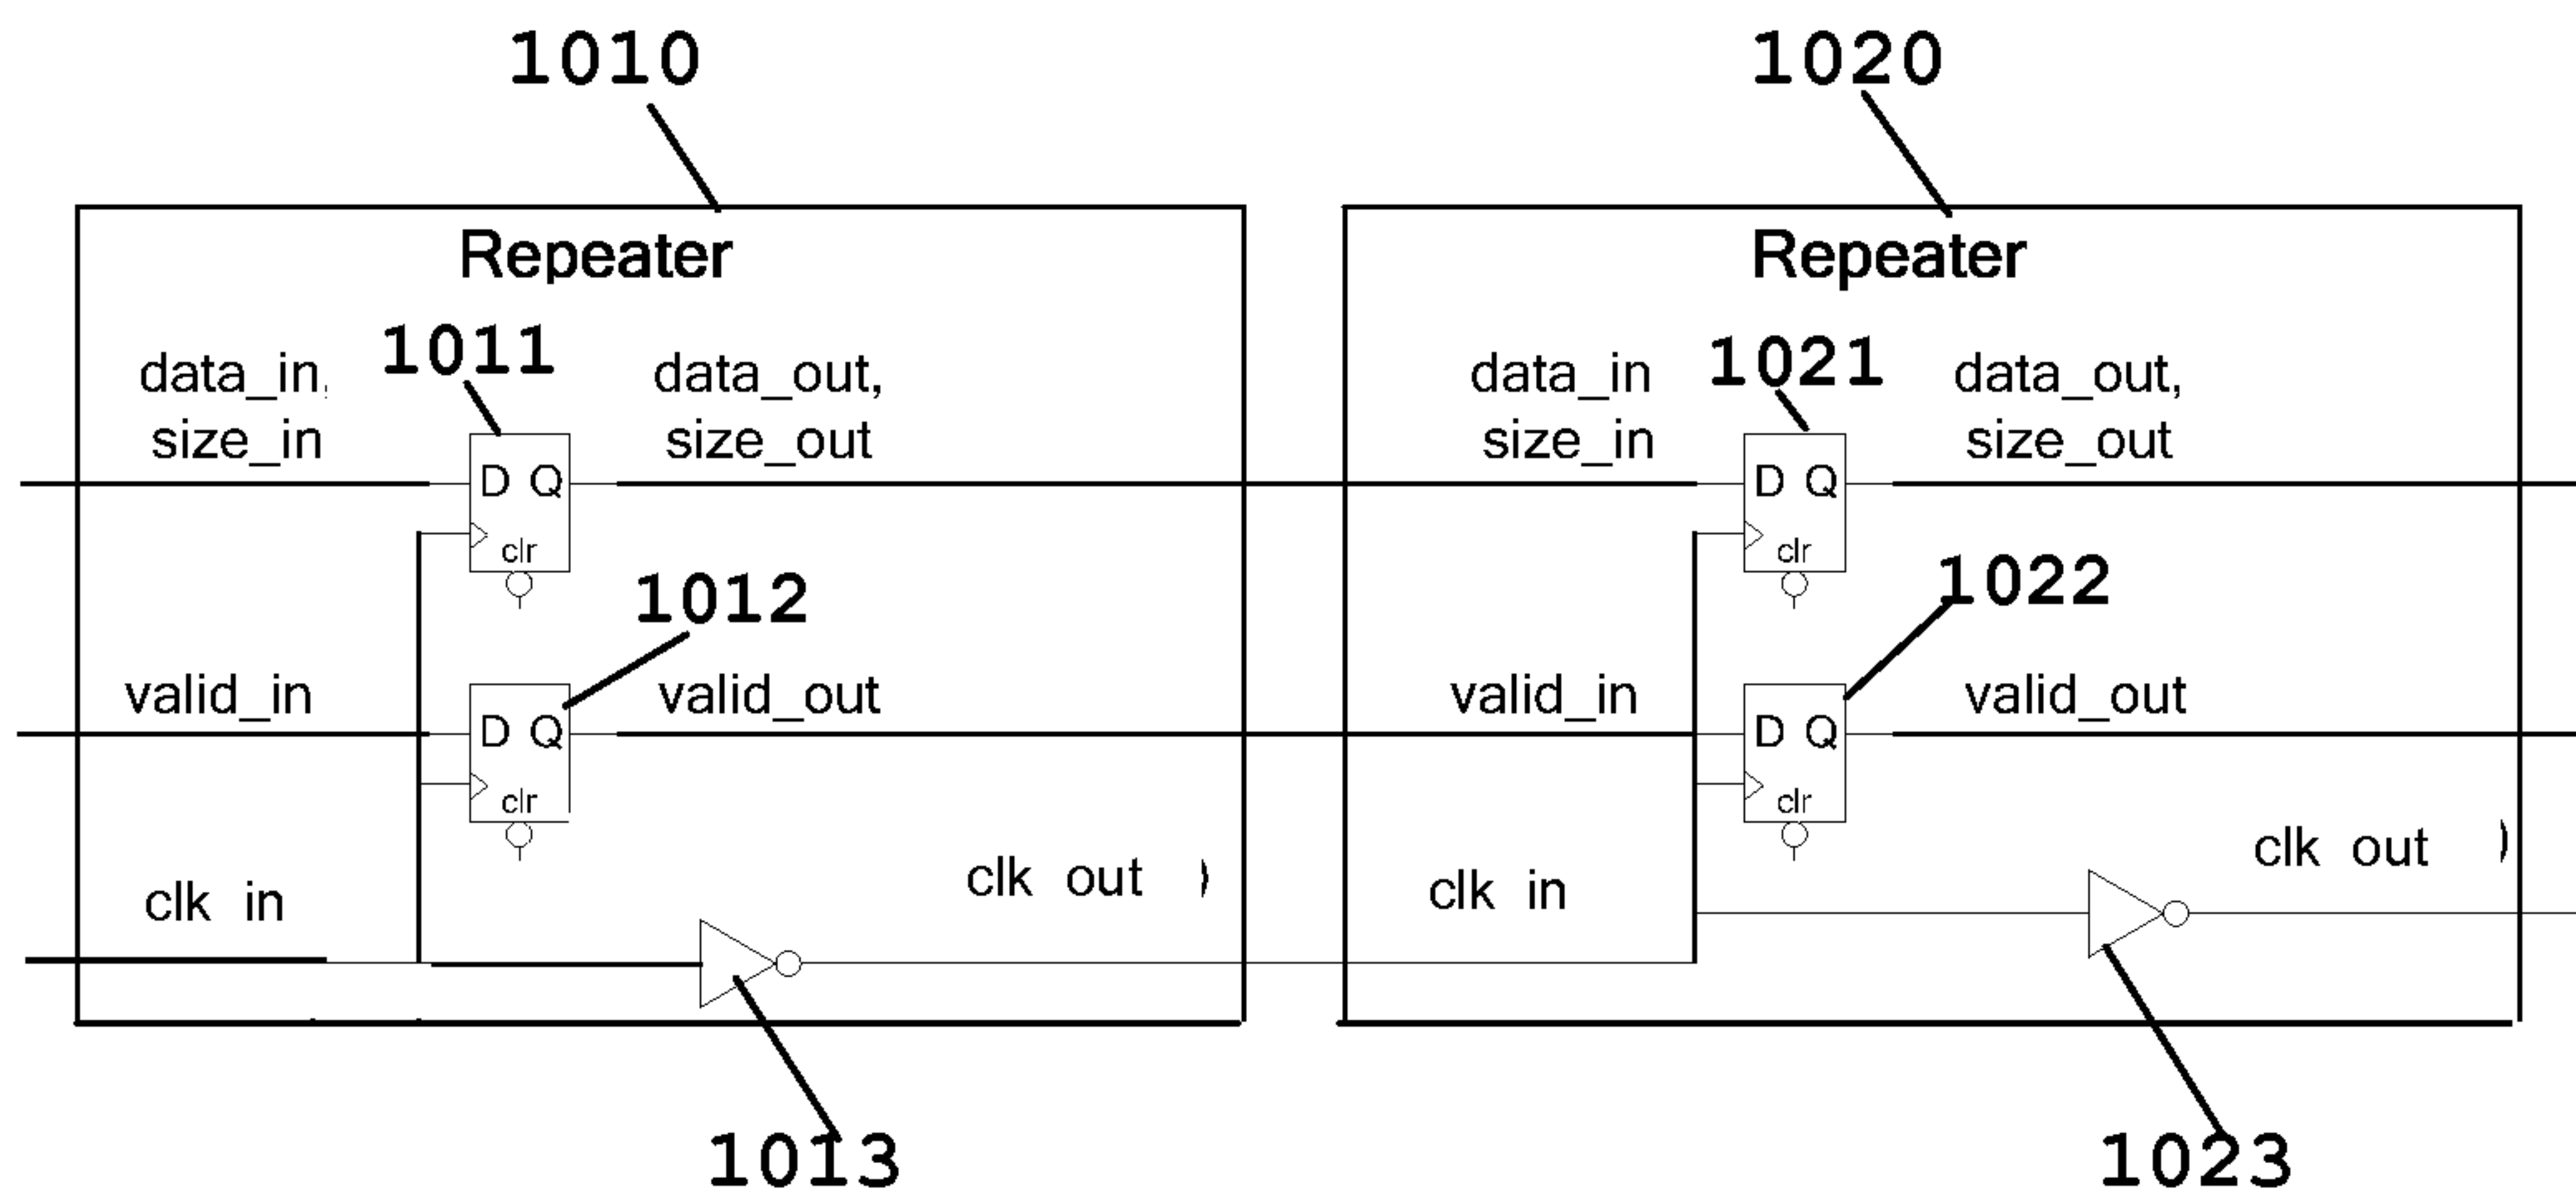 1010
1020
Repeater
Repeater
data_in,
size_in
1011
data_out,
size_out
data_in
size_in
1021
data_out,
size_out
D Q
clr
D Q
clr
1012
1022
valid_in
D Q
clr
valid_out
valid_in
D Q
clr
valid_out
clk in
clk out )
clk in
clk out )
1013
1023